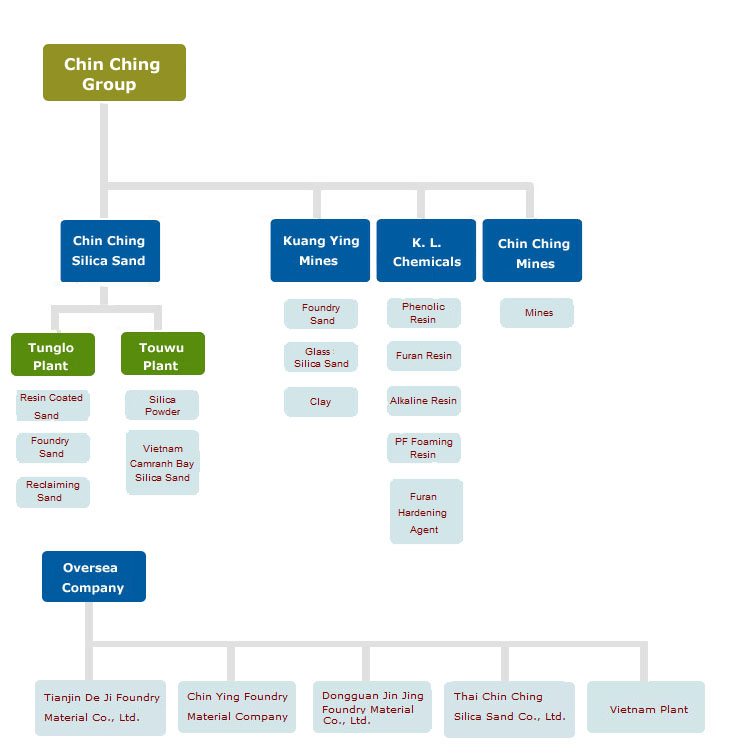 Chin Ching
Group
Chin Ching
Silica Sand
Kuang Ying
Mines
K. L.
Chemicals
Chin Ching
Mines
Tunglo
Plant
Touwu
Plant
Resin Coated
Sand
Foundry
Sand
Reclaiming
Sand
Silica
Powder
Vietnam
Camranh Bay
Silica Sand
Foundry
Sand
Glass
Silica Sand
Clay
Phenolic
Resin
Furan Resin
Alkaline Resin
PF Foaming
Resin
Furan
Hardening
Agent
Mines
Oversea
Company
Tianjin De Ji Foundry
Material Co., Ltd.
Chin Ying Foundry
Material Company
Dongguan Jin Jing
Foundry Material
Co., Ltd.
Thai Chin Ching
Silica Sand Co., Ltd.
Vietnam Plant